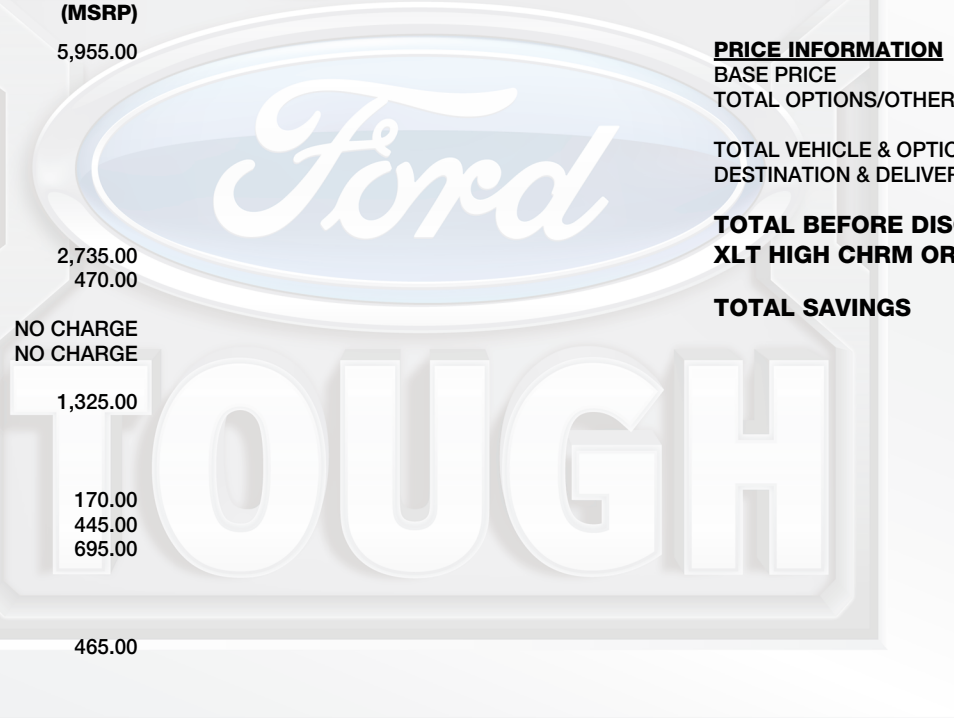 (MSRP)
5,955.00
2,735.00
470.00
NO CHARGE
NO CHARGE
1,325.00
170.00
445.00
695.00
465.00
PRICE INFORMATION
BASE PRICE
TOTAL OPTIONS/OTHER
TOTAL VEHICLE & OPTIO
DESTINATION & DELIVER
TOTAL BEFORE DIS
XLT HIGH CHRM OR
TOTAL SAVINGS
Ford
TOUGH